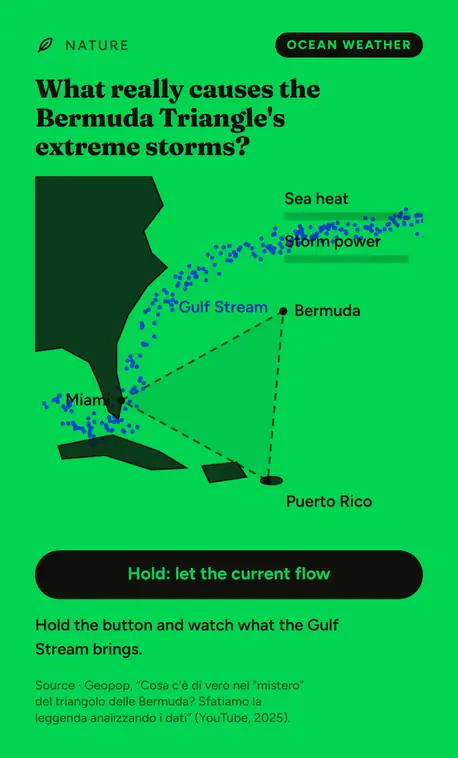 NATURE
OCEAN WEATHER
What really causes the
Bermuda Triangle's
extreme storms?
Sea heat
Storm power
Gulf Stream
Bermuda
Miami
Puerto Rico
Hold: let the current flow
Hold the button and watch what the Gulf
Stream brings.
Source · Geopop, "Cosa c'è di vero nel "mistero"
del triangolo delle Bermuda? Sfatiamo la
leggenda analizzando i dati" (YouTube, 2025).